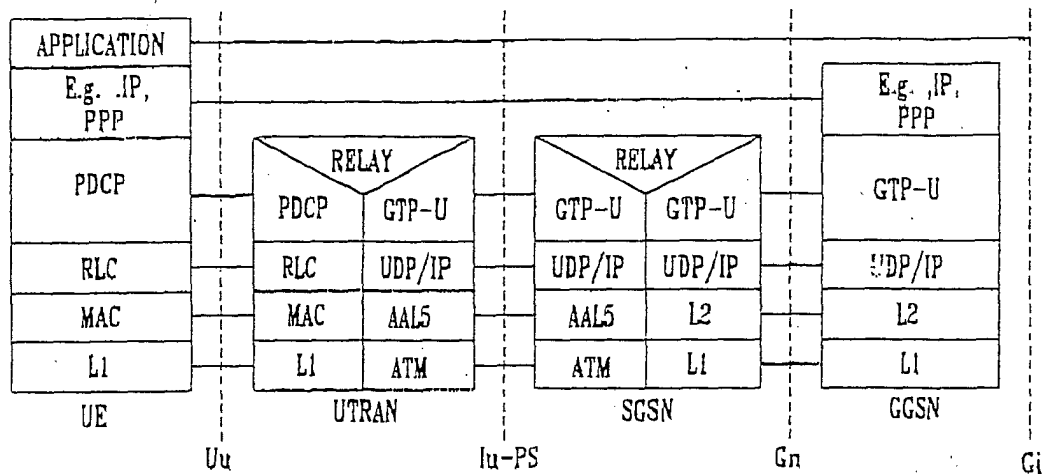 APPLICATION
E.g. .IP,
PPP
E.g. ,IP,
PPP
RELAY
RELAY
PDCP
PDCP
GTP-U
GTP-U
GTP-U
GTP-U
RLC
RLC
UDP/IP
UDP/IP
UDP/IP
UDP/IP
MAC
MAC
AAL5
AAL5
L2
L2
L1
L1
ATM
ATM
L1
L1
UE
UTRAN
SGSN
GGSN
Uu
Iu-PS
Gn
Gi